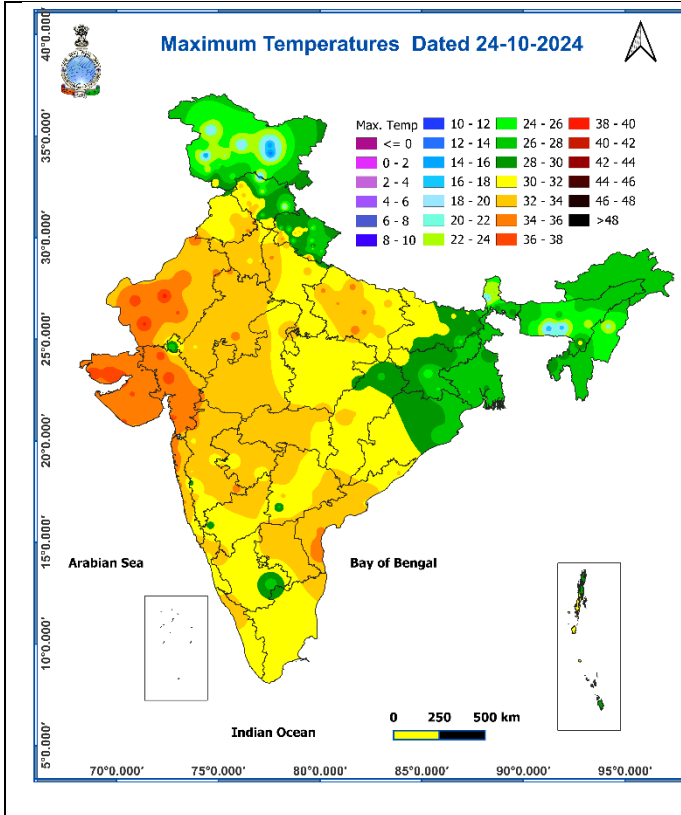 Maximum Temperatures Dated 24-10-2024
Max. Temp
<= 0
0 - 2
2 - 4
4 - 6
6 - 8
8 - 10
10 - 12
12 - 14
14 - 16
16 - 18
18 - 20
20 - 22
22 - 24
24 - 26
26 - 28
28 - 30
30 - 32
32 - 34
34 - 36
36 - 38
38 - 40
40 - 42
42 - 44
44 - 46
46 - 48
>48
40°0.000'
35°0.000'
30°0.000'
25°0.000'
20°0.000'
15°0.000'
10°0.000'
5°0.000'
Arabian Sea
Bay of Bengal
Indian Ocean
0 250 500 km
70°0.000' 75°0.000' 80°0.000' 85°0.000' 90°0.000' 95°0.000'